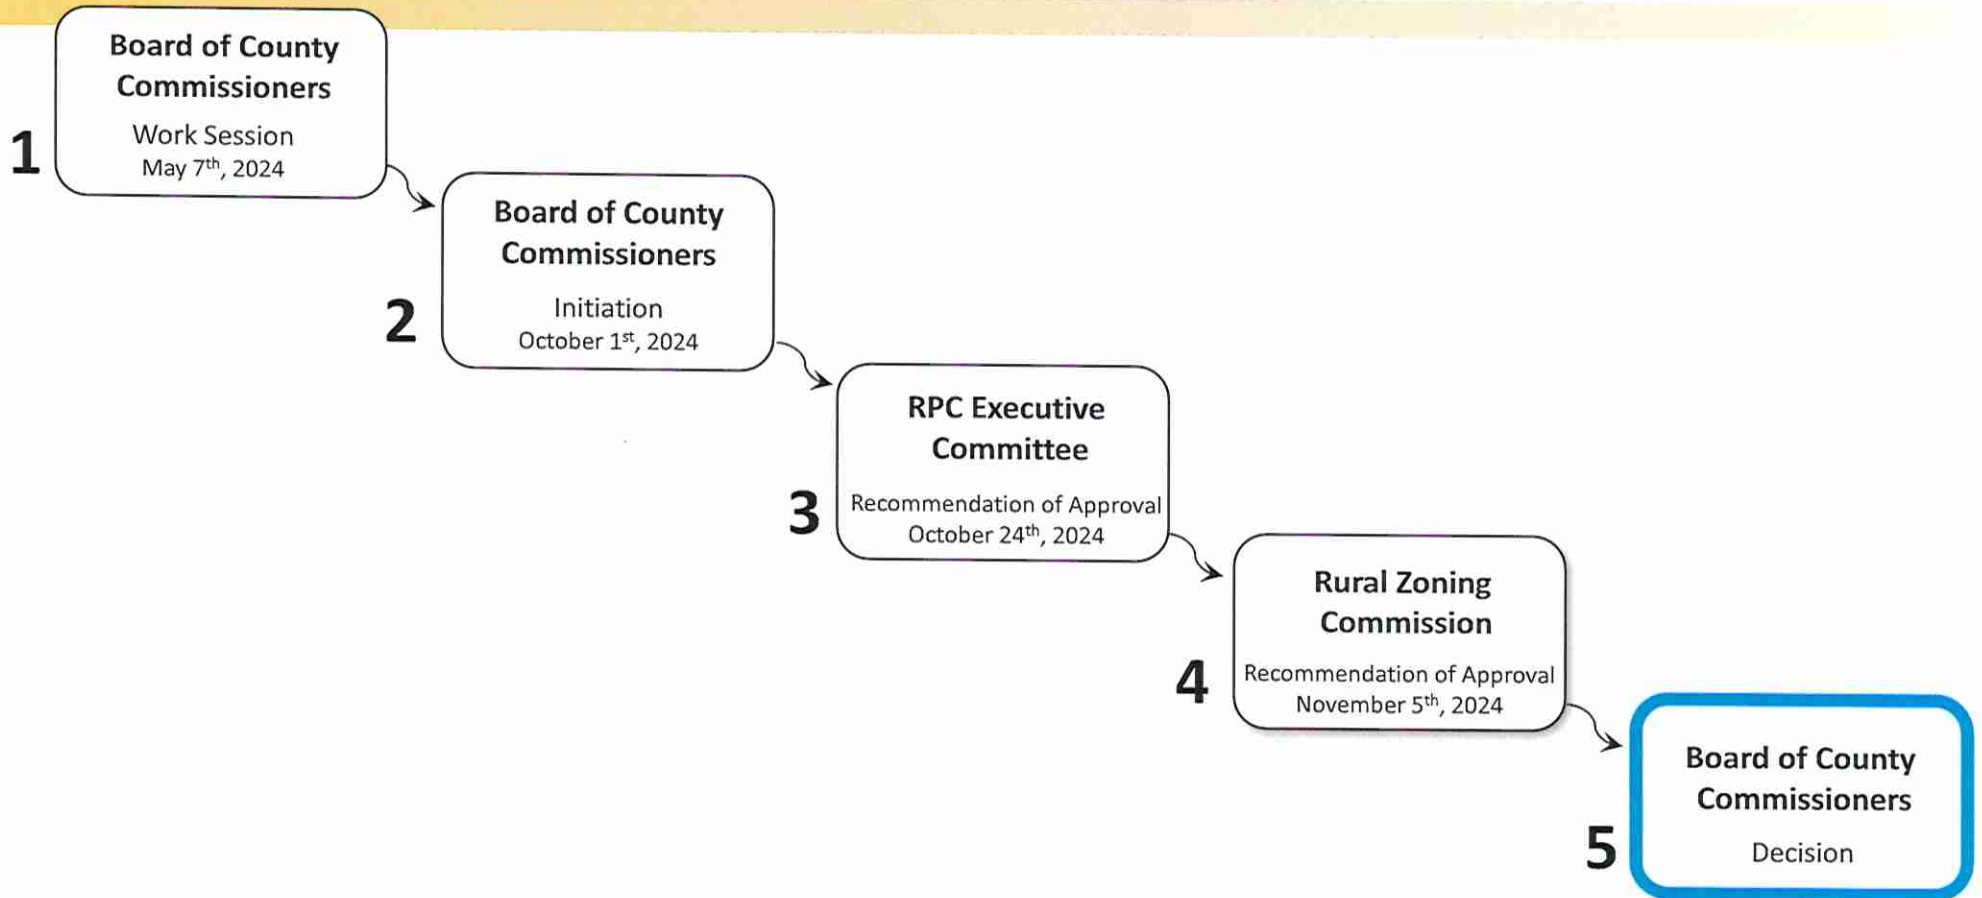 Board of County
Commissioners
Work Session
May 7th, 2024
1
Board of County
Commissioners
Initiation
October 1st, 2024
2
RPC Executive
Committee
Recommendation of Approval
October 24th, 2024
3
Rural Zoning
Commission
Recommendation of Approval
November 5th, 2024
4
Board of County
Commissioners
Decision
5